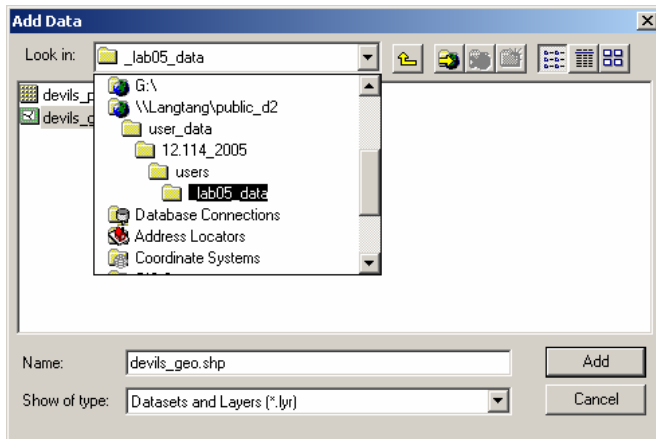 Add Data
Look in: _lab05_data
G:\
devils_p
\\Langtang\public_d2
devils_g
user_data
12.114_2005
users
_lab05_data
Database Connections
Address Locators
Coordinate Systems
Name: devils_geo.shp
Add
Show of type: Datasets and Layers (*.lyr)
Cancel